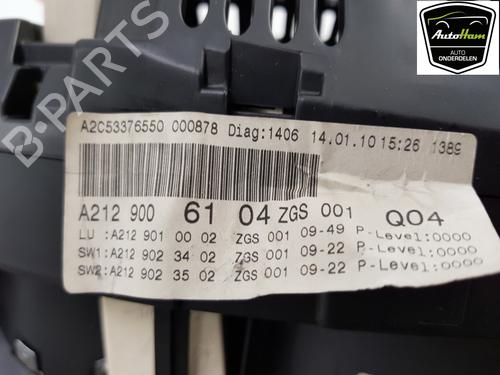 AutoHam
AUTO
ONDERDELEN
B-PARTS
A2C53376550 000878 Diag:1406 14.01.10 15:26 1389
A212 900 61 04 ZGS 001 Q04
LU : A212 901 00 02 ZGS 001 09-49 P-Level:0000
SW1: A212 902 34 02 ZGS 001 09-22 P-Level:0000
SW2: A212 902 35 02 ZGS 001 09-22 P-Level:0000